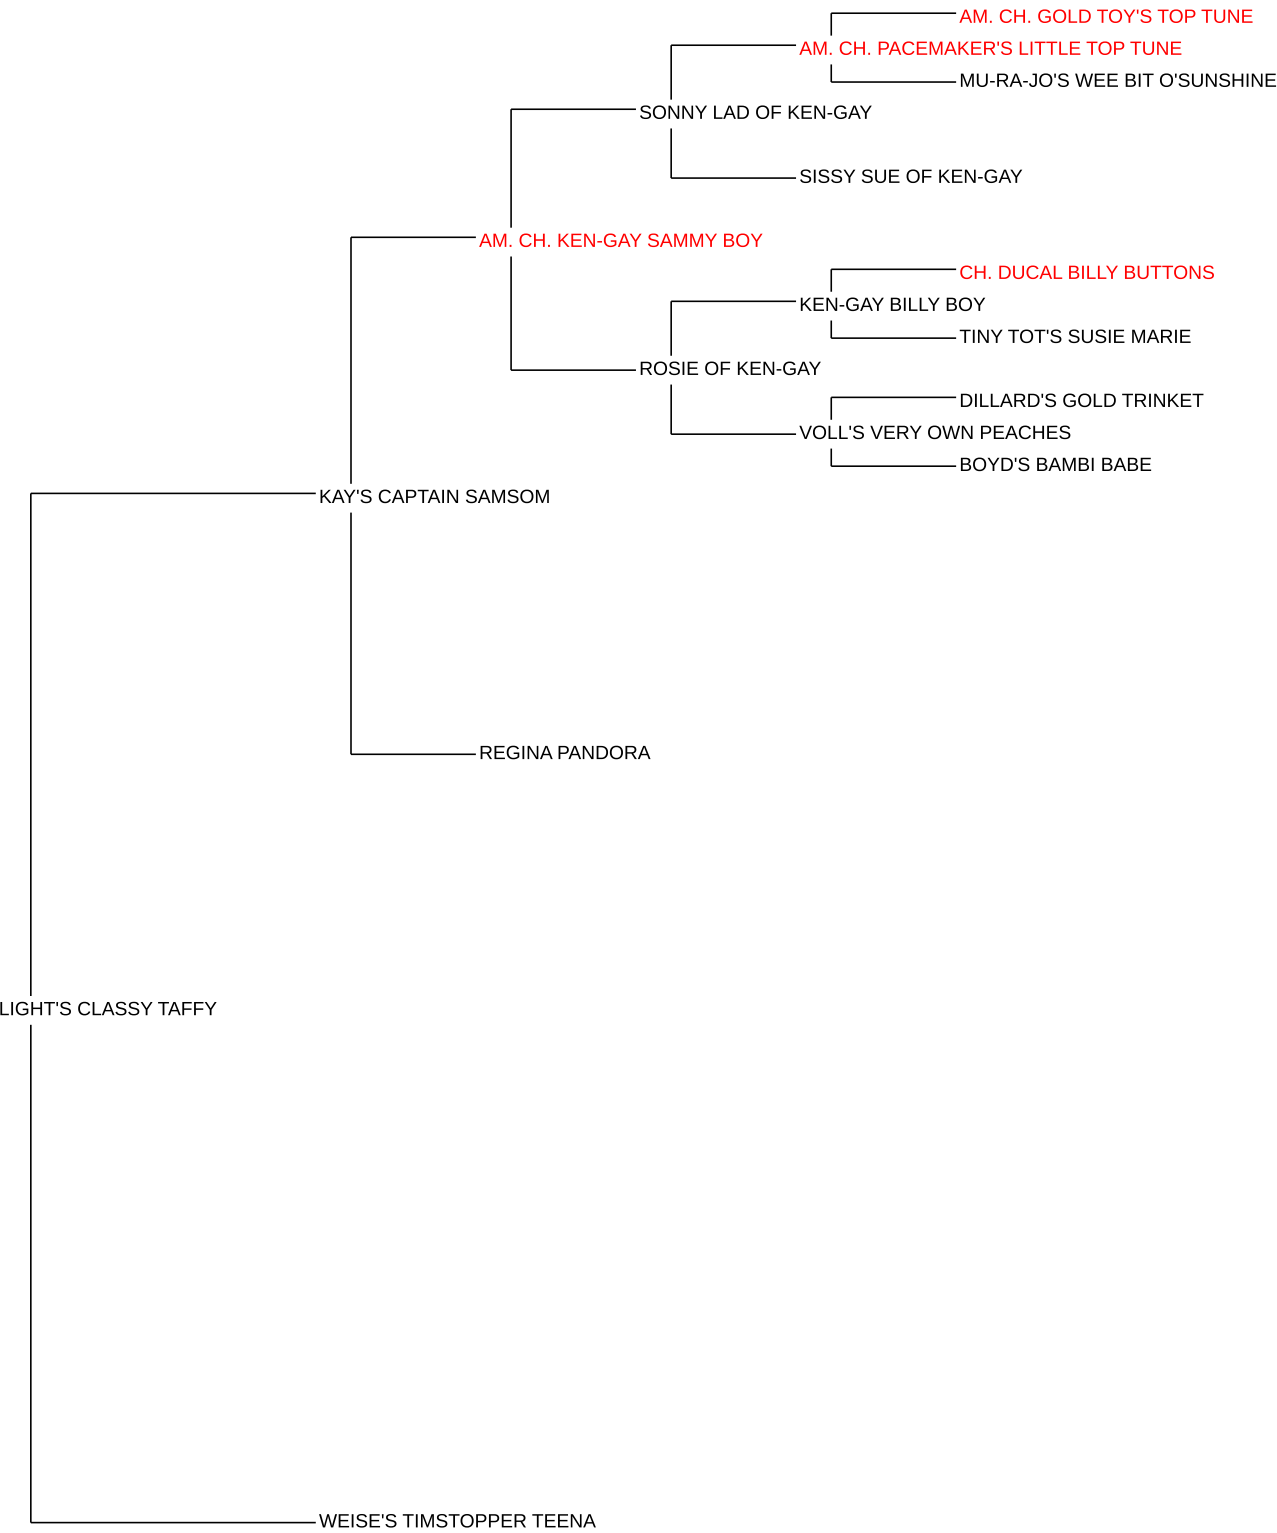 AM. CH. GOLD TOY'S TOP TUNE
AM. CH. PACEMAKER'S LITTLE TOP TUNE
MU-RA-JO'S WEE BIT O'SUNSHINE
SONNY LAD OF KEN-GAY
SISSY SUE OF KEN-GAY
AM. CH. KEN-GAY SAMMY BOY
CH. DUCAL BILLY BUTTONS
KEN-GAY BILLY BOY
TINY TOT'S SUSIE MARIE
ROSIE OF KEN-GAY
DILLARD'S GOLD TRINKET
VOLL'S VERY OWN PEACHES
BOYD'S BAMBI BABE
KAY'S CAPTAIN SAMSOM
REGINA PANDORA
LIGHT'S CLASSY TAFFY
WEISE'S TIMSTOPPER TEENA